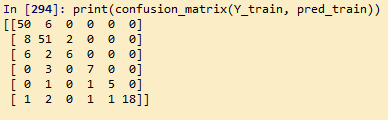 In [294]: print(confusion_matrix(Y_train, pred_train))
[[50 6 0 0 0 0]
[ 8 51 2 0 0 0]
[ 6 2 6 0 0 0]
[ 0 3 0 7 0 0]
[ 0 1 0 1 5 0]
[ 1 2 0 1 1 18]]